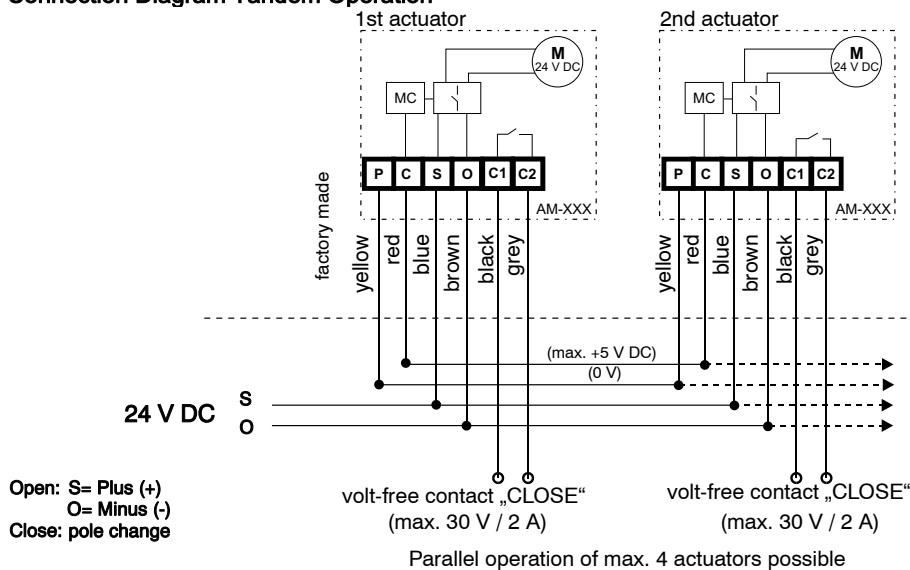 Connection Diagram Tandem Operation
1st actuator
2nd actuator
M
24 V DC
M
24 V DC
MC
MC
P C S O C1 C2
P C S O C1 C2
AM-XXX
AM-XXX
factory made
yellow
red
blue
brown
black
grey
yellow
red
blue
brown
black
grey
(max. +5 V DC)
(0 V)
24 V DC
S
O
Open: S= Plus (+)
O= Minus (-)
Close: pole change
volt-free contact „CLOSE“
(max. 30 V / 2 A)
volt-free contact „CLOSE“
(max. 30 V / 2 A)
Parallel operation of max. 4 actuators possible